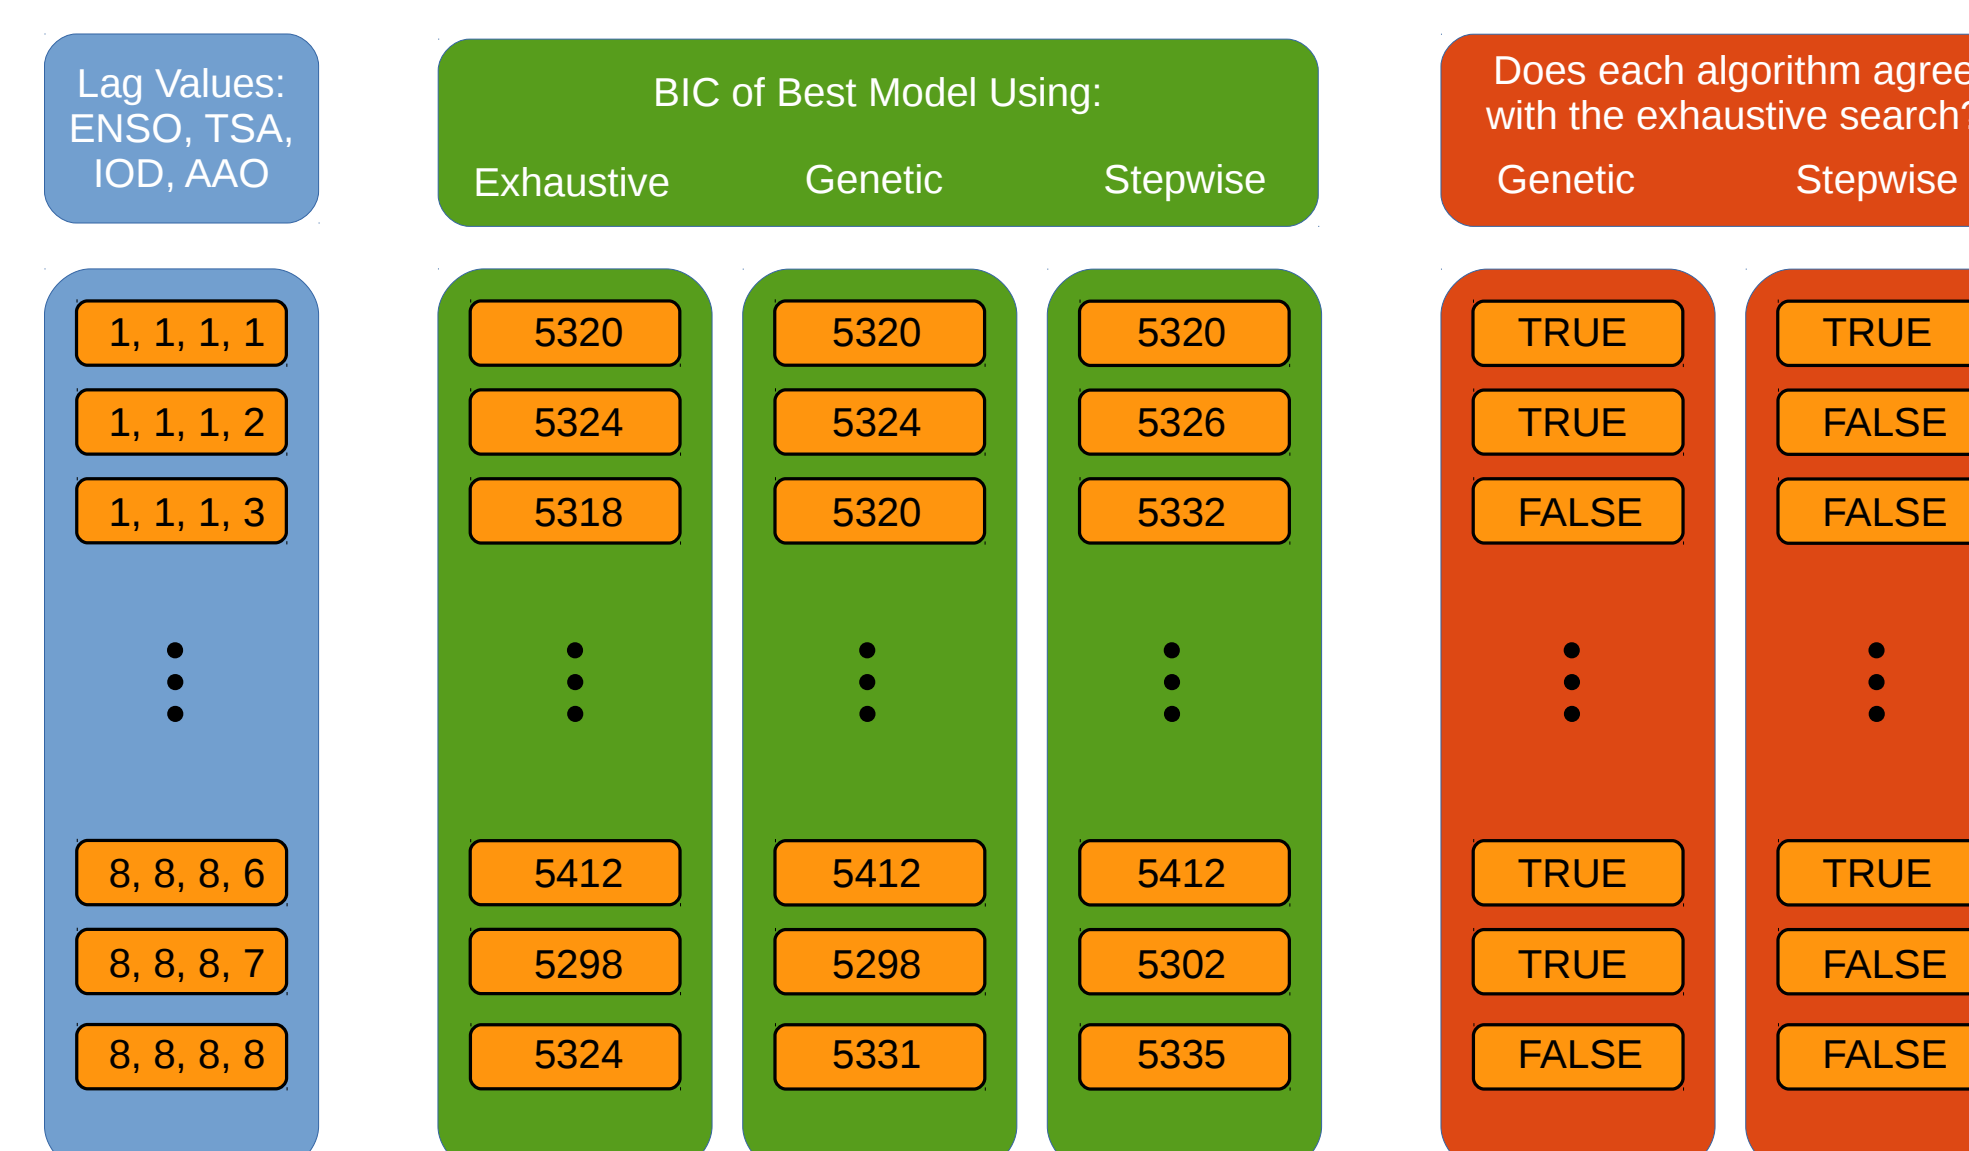 Lag Values:
ENSO, TSA,
IOD, AAO
BIC of Best Model Using:
Exhaustive Genetic Stepwise
Does each algorithm agree
with the exhaustive search?
Genetic Stepwise
1, 1, 1, 1 5320 5320 5320 TRUE TRUE
1, 1, 1, 2 5324 5324 5326 TRUE FALSE
1, 1, 1, 3 5318 5320 5332 FALSE FALSE
8, 8, 8, 6 5412 5412 5412 TRUE TRUE
8, 8, 8, 7 5298 5298 5302 TRUE FALSE
8, 8, 8, 8 5324 5331 5335 FALSE FALSE